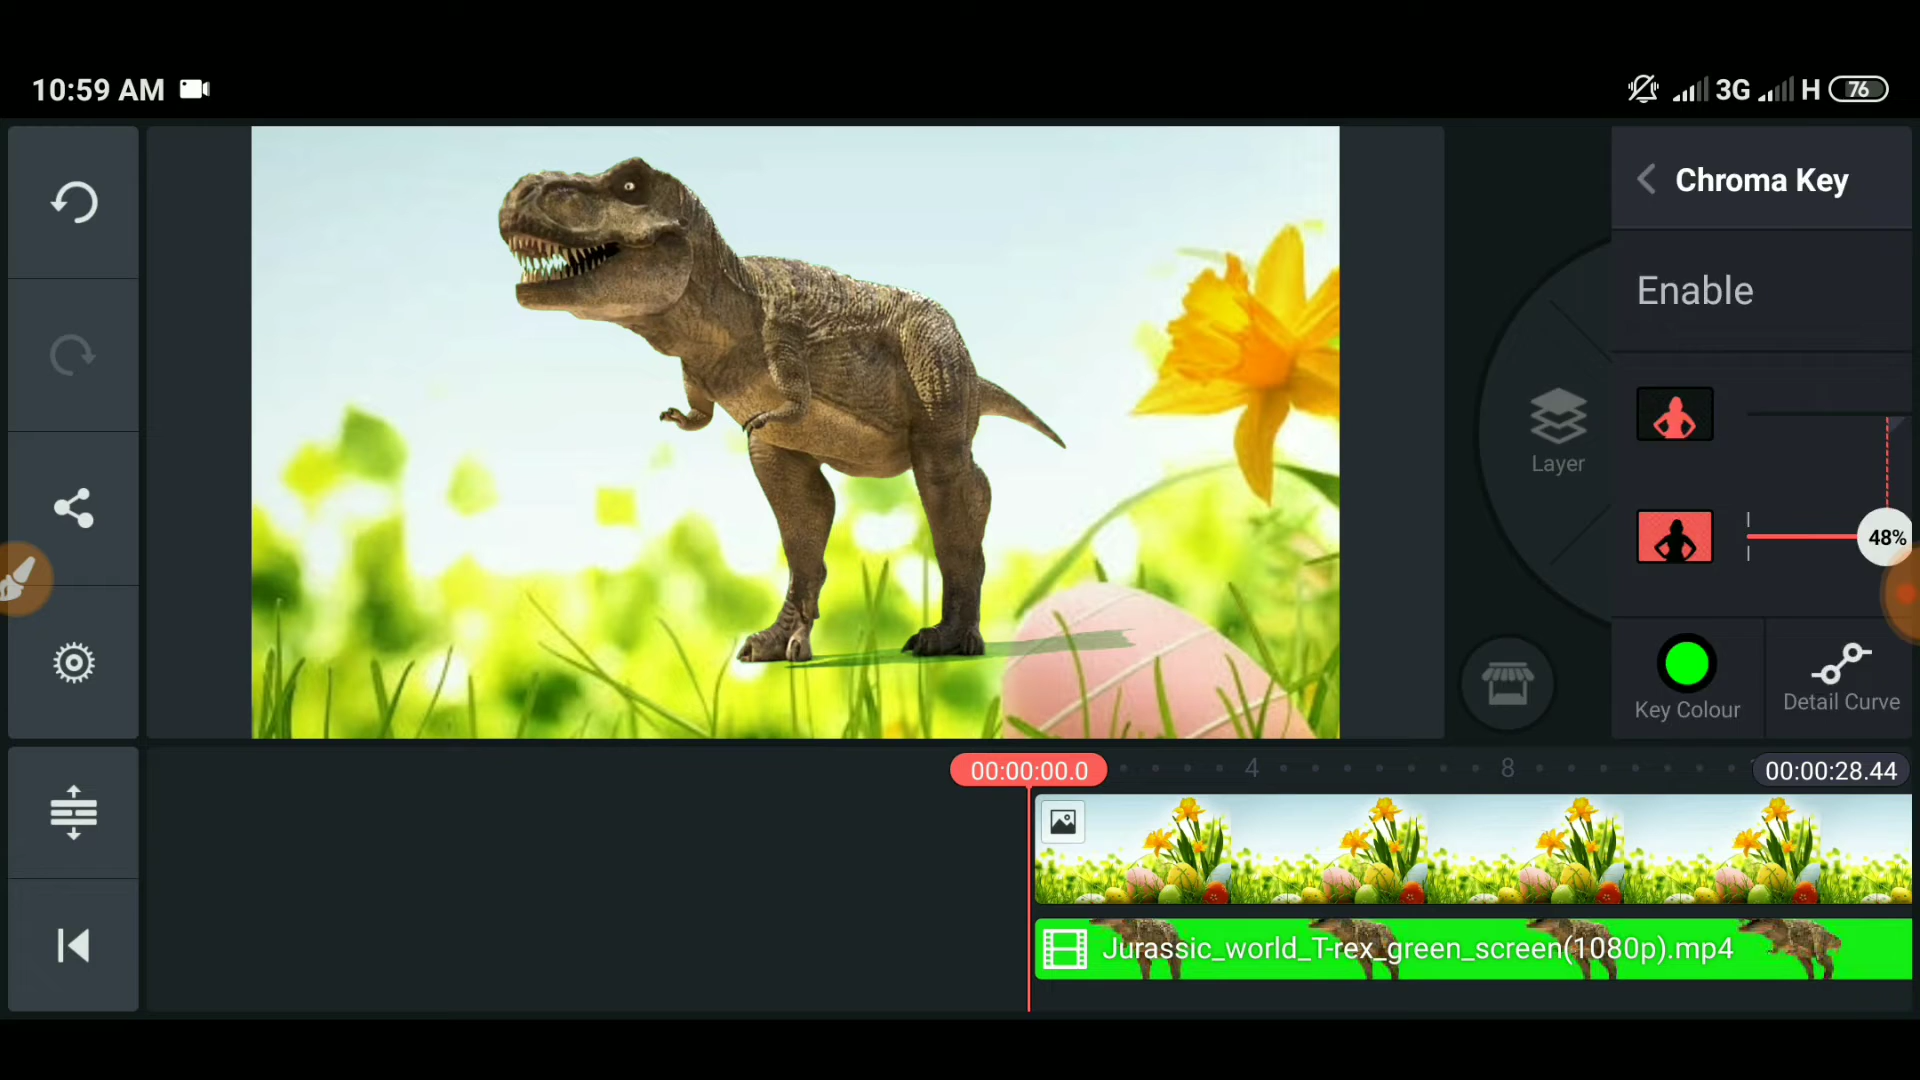 10:59 AM
3G H 76
Chroma Key
Enable
Layer
48%
Key Colour
Detail Curve
00:00:00.0
4
8
00:00:28.44
Jurassic_world_T-rex_green_screen(1080p).mp4